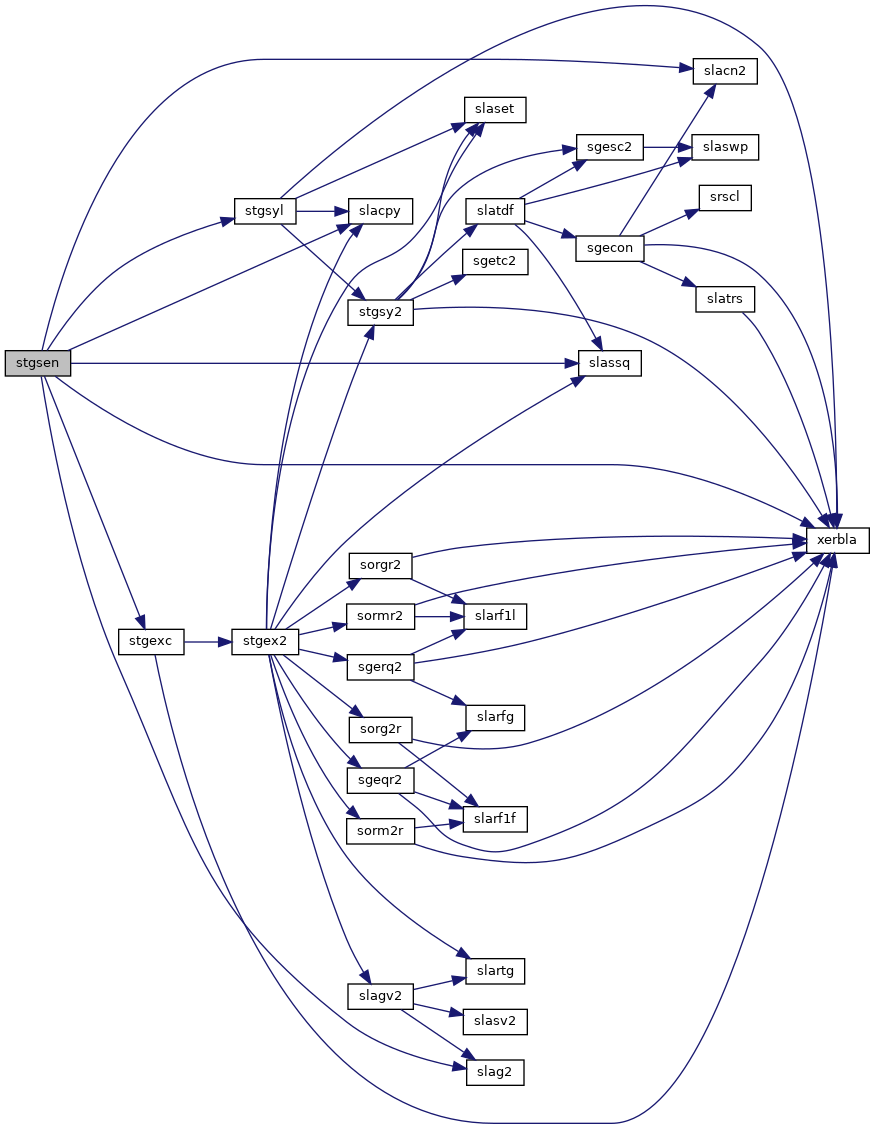 stgsen
stgexc
stgsyl
stgex2
slacpy
stgsy2
sorgr2
sormr2
sgerq2
sorg2r
sgeqr2
sorm2r
slagv2
slaset
slatdf
sgetc2
slarf1l
slarfg
slarf1f
slartg
slasv2
slag2
sgesc2
sgecon
slassq
slacn2
slaswp
srscl
slatrs
xerbla